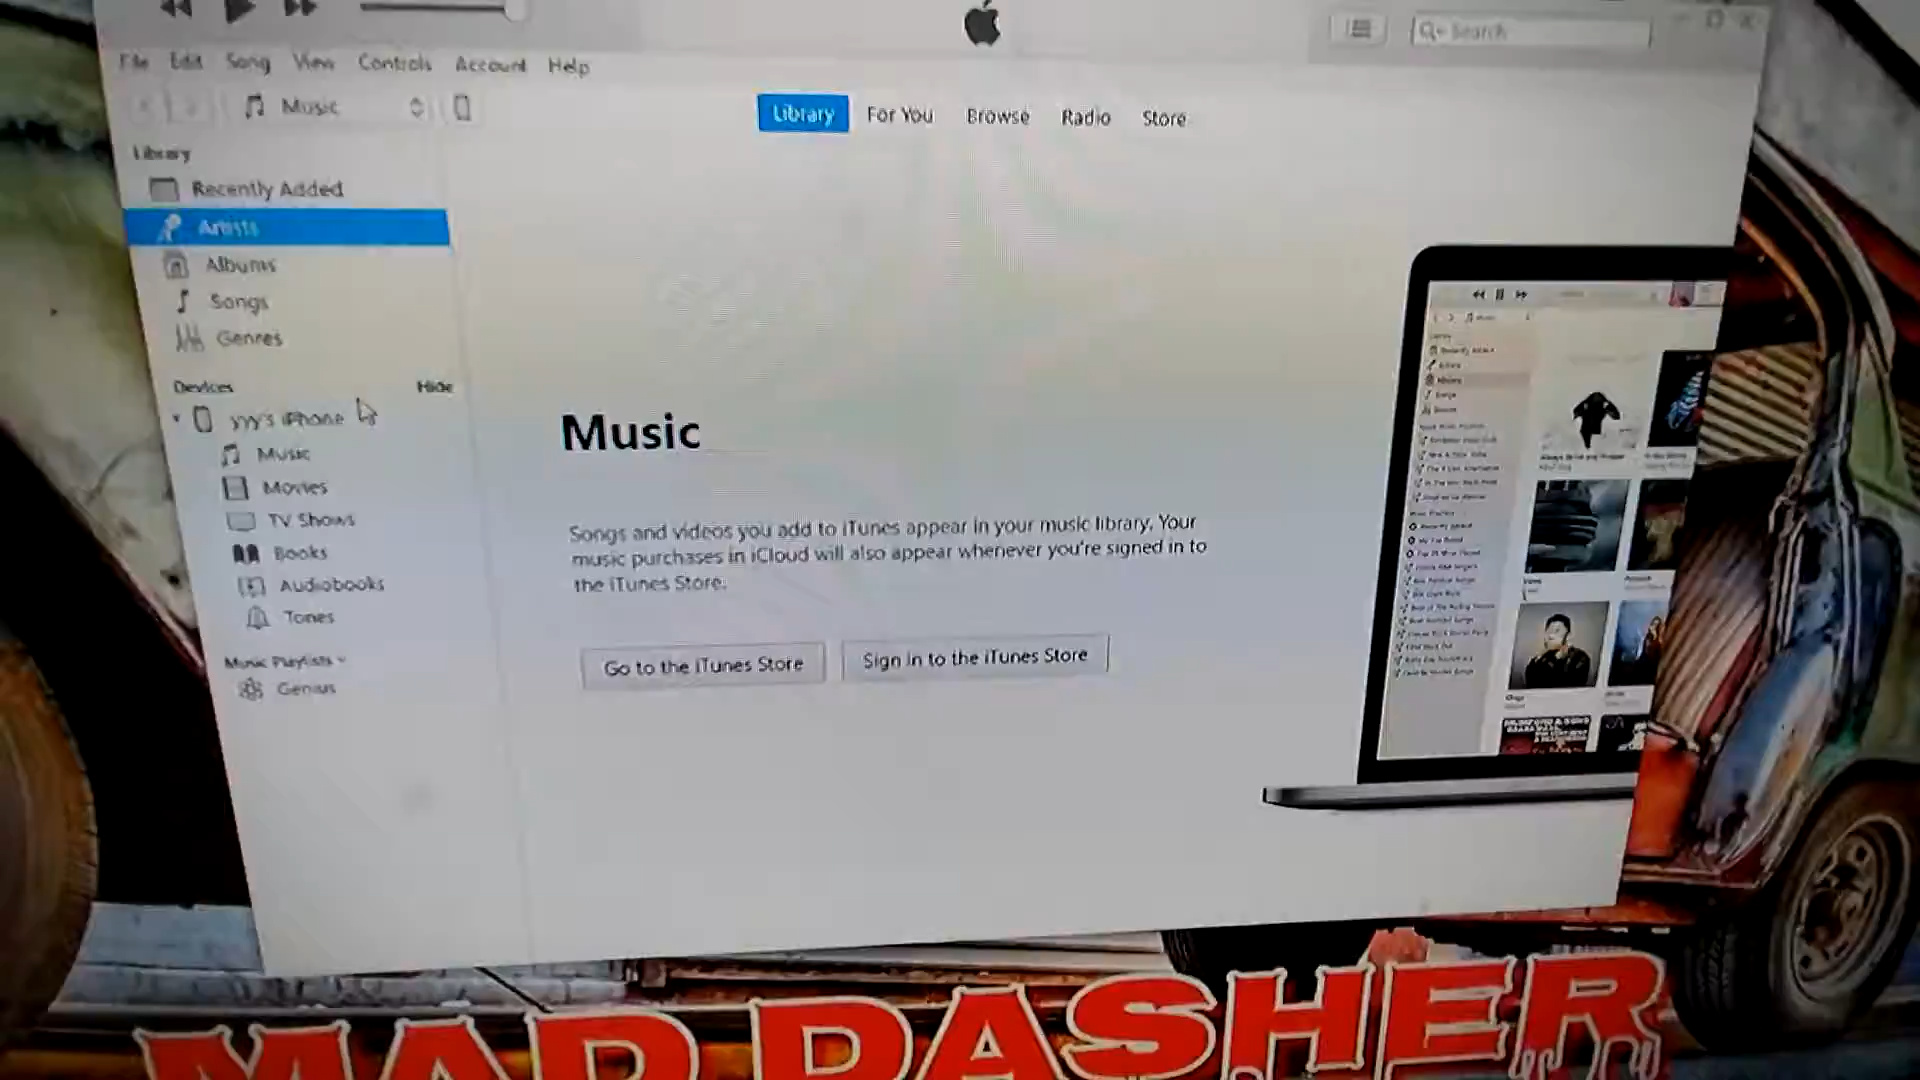 Search
File Edit Song View Controls Account Help
Music
Library For You Browse Radio Store
Library
Recently Added
Artists
Albums
Songs
Genres
Devices Hide
yyy's iPhone
Music
Movies
TV Shows
Books
Audiobooks
Tones
Music Playlists
Genius
Music
Songs and videos you add to iTunes appear in your music library. Your
music purchases in iCloud will also appear whenever you're signed in to
the iTunes Store.
Go to the iTunes Store Sign in to the iTunes Store
MAD DASHER